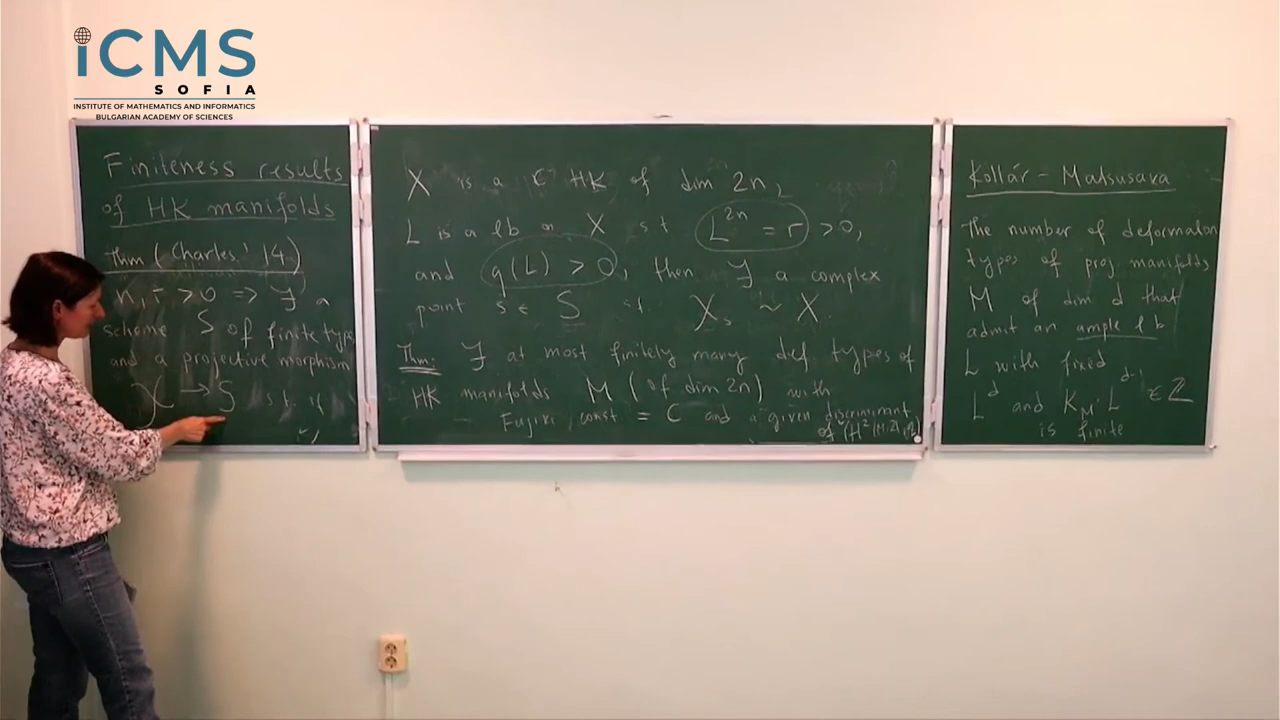 iCMS
SOFIA
INSTITUTE OF MATHEMATICS AND INFORMATICS
BULGARIAN ACADEMY OF SCIENCES
Finiteness results
of HK manifolds
Thm (Charles' 14)
n, r > 0 => ∃ a
scheme S of finite type
and a projective morphism
𝒳 → S s.t. if
X is a ℂ HK of dim 2n,
L is a lb on X s.t. L^{2n} = r > 0,
and q(L) > 0, then ∃ a complex
point s ∈ S st. X_s ~ X.
Thm: ∃ at most finitely many def types of
HK manifolds M (of dim 2n) with
- Fujiki const = C and a given discriminant
of (H^2(M,Z), q)
Kollár - Matsusaka
The number of deformaton
types of proj. manifolds
M of dim d that
admit an ample lb
L with fixed
L^d and K_M · L^{d-1} ∈ ℤ
is finite